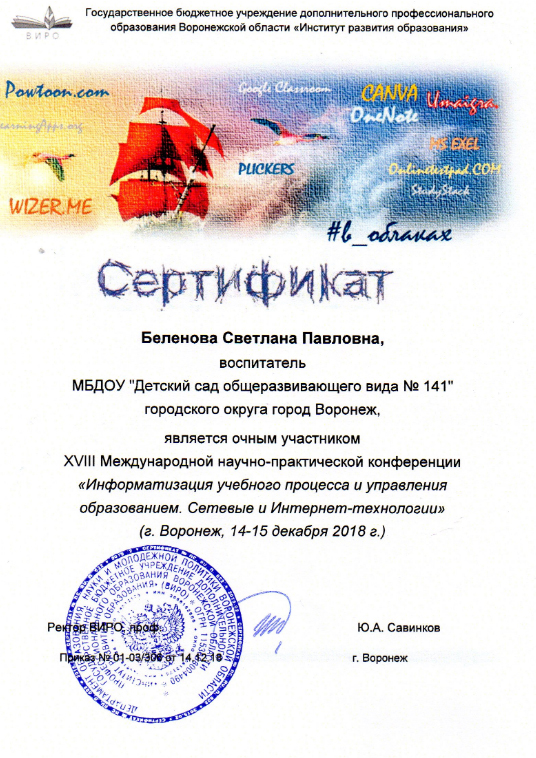 Государственное бюджетное учреждение дополнительного профессионального
образования Воронежской области «Институт развития образования»
ВИРО
Powtoon.com
Google Classroom
CANVA
Umaigra
OneNote
LearningApps.org
MS EXEL
PLICKERS
Onlinetestpad.COM
StudyStack
WIZER.ME
#в_облаках
Сертификат
Беленова Светлана Павловна,
воспитатель
МБДОУ "Детский сад общеразвивающего вида № 141"
городского округа город Воронеж,
является очным участником
XVIII Международной научно-практической конференции
«Информатизация учебного процесса и управления
образованием. Сетевые и Интернет-технологии»
(г. Воронеж, 14-15 декабря 2018 г.)
Ректор ВИРО, проф.
Ю.А. Савинков
Приказ № 01-03/306 от 14.12.18
г. Воронеж